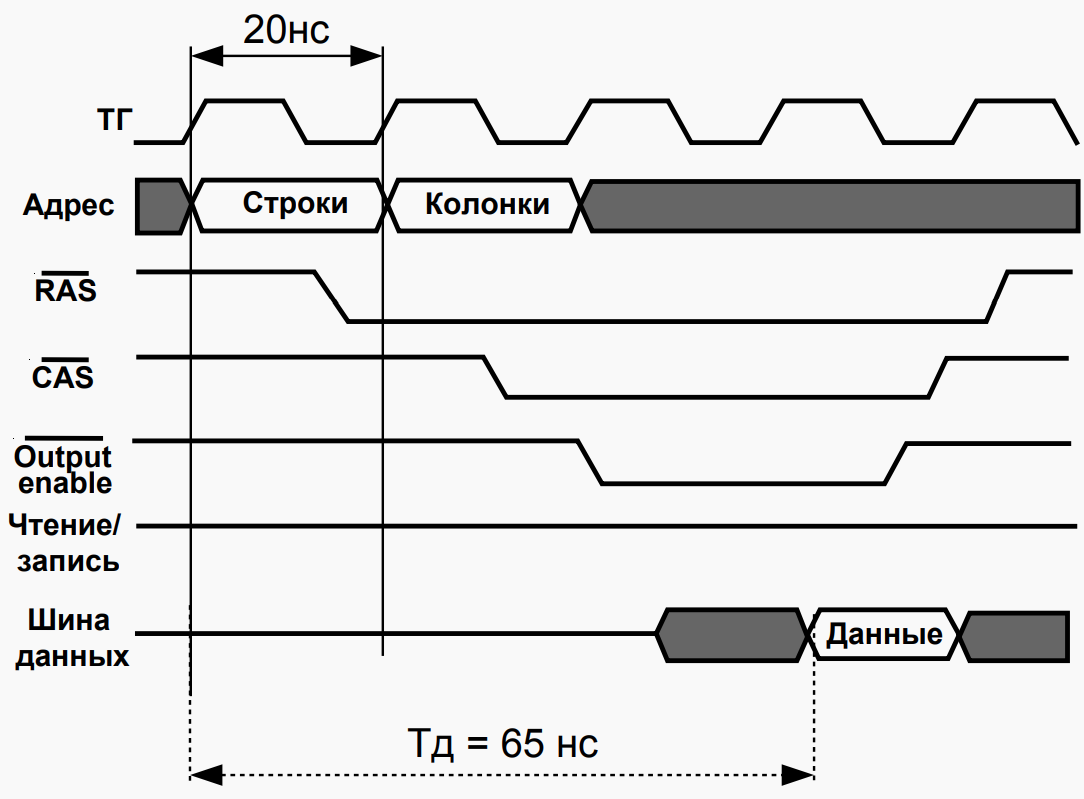 20нс
ТГ
Адрес
Строки
Колонки
RAS
CAS
Output
enable
Чтение/
запись
Шина
данных
Данные
Тд = 65 нс